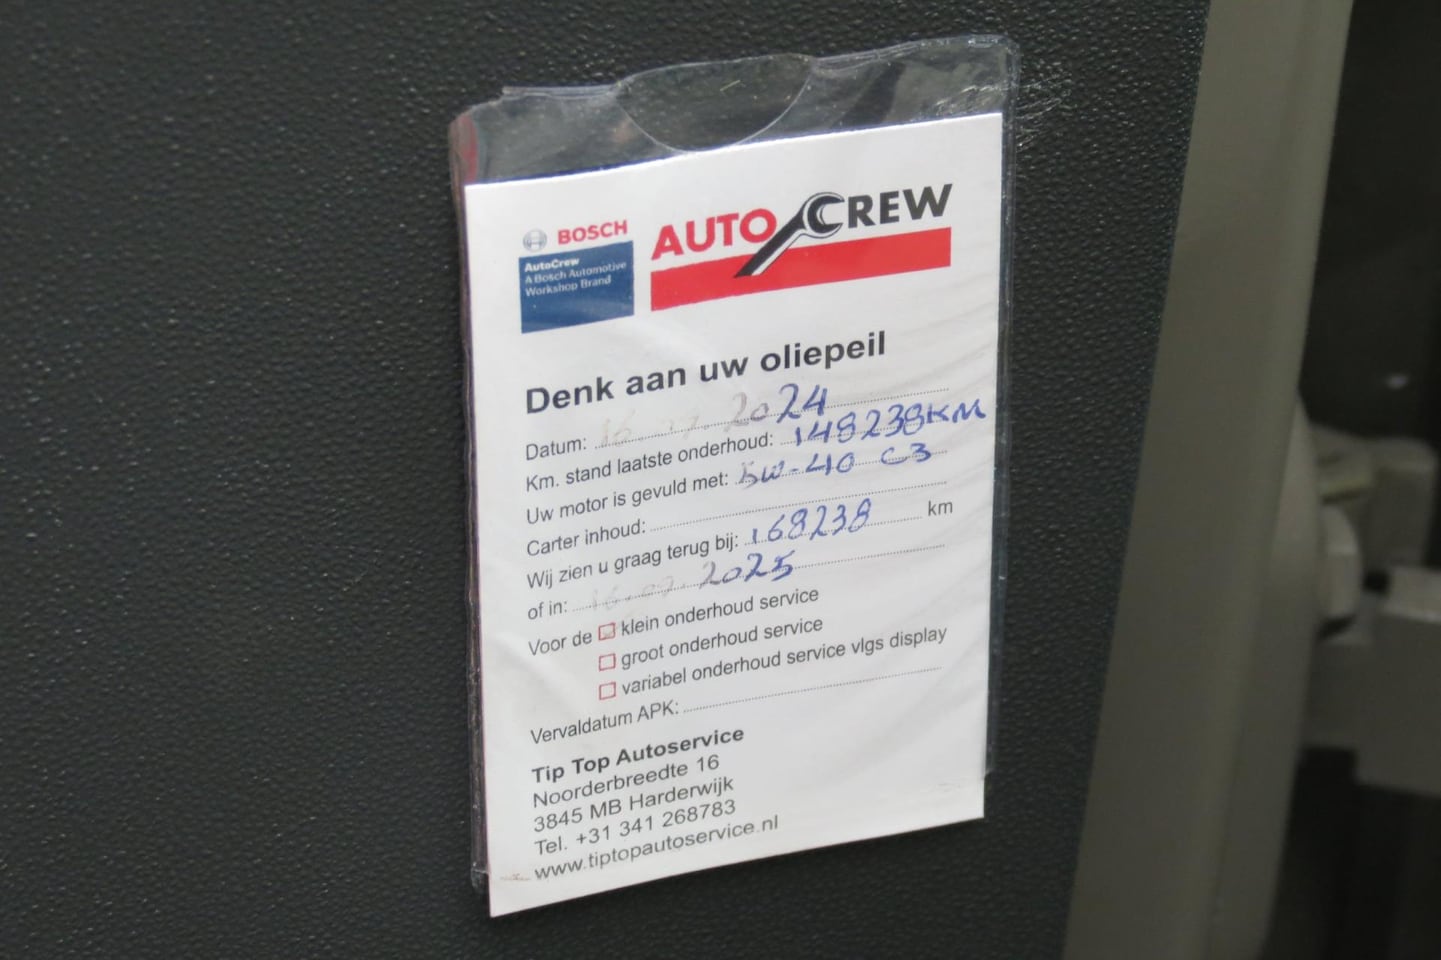 BOSCH
AutoCrew
A Bosch Automotive
Workshop Brand
AUTO CREW
Denk aan uw oliepeil
Datum: 2024
Km. stand laatste onderhoud: 148238KM
Uw motor is gevuld met: 5W-40 C3
Carter inhoud:
Wij zien u graag terug bij: 168238 km
of in: 2025
Voor de klein onderhoud service
groot onderhoud service
variabel onderhoud service vlgs display
Vervaldatum APK:
Tip Top Autoservice
Noorderbreedte 16
3845 MB Harderwijk
Tel. +31 341 268783
www.tiptopautoservice.nl